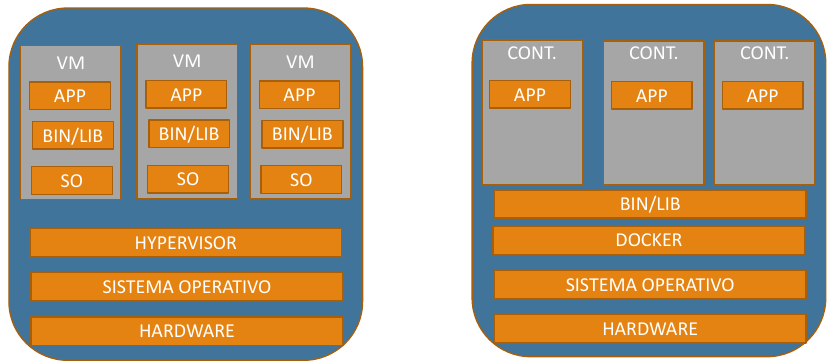 VM
VM
VM
APP
APP
APP
BIN/LIB
BIN/LIB
BIN/LIB
SO
SO
SO
HYPERVISOR
SISTEMA OPERATIVO
HARDWARE
CONT.
CONT.
CONT.
APP
APP
APP
BIN/LIB
DOCKER
SISTEMA OPERATIVO
HARDWARE